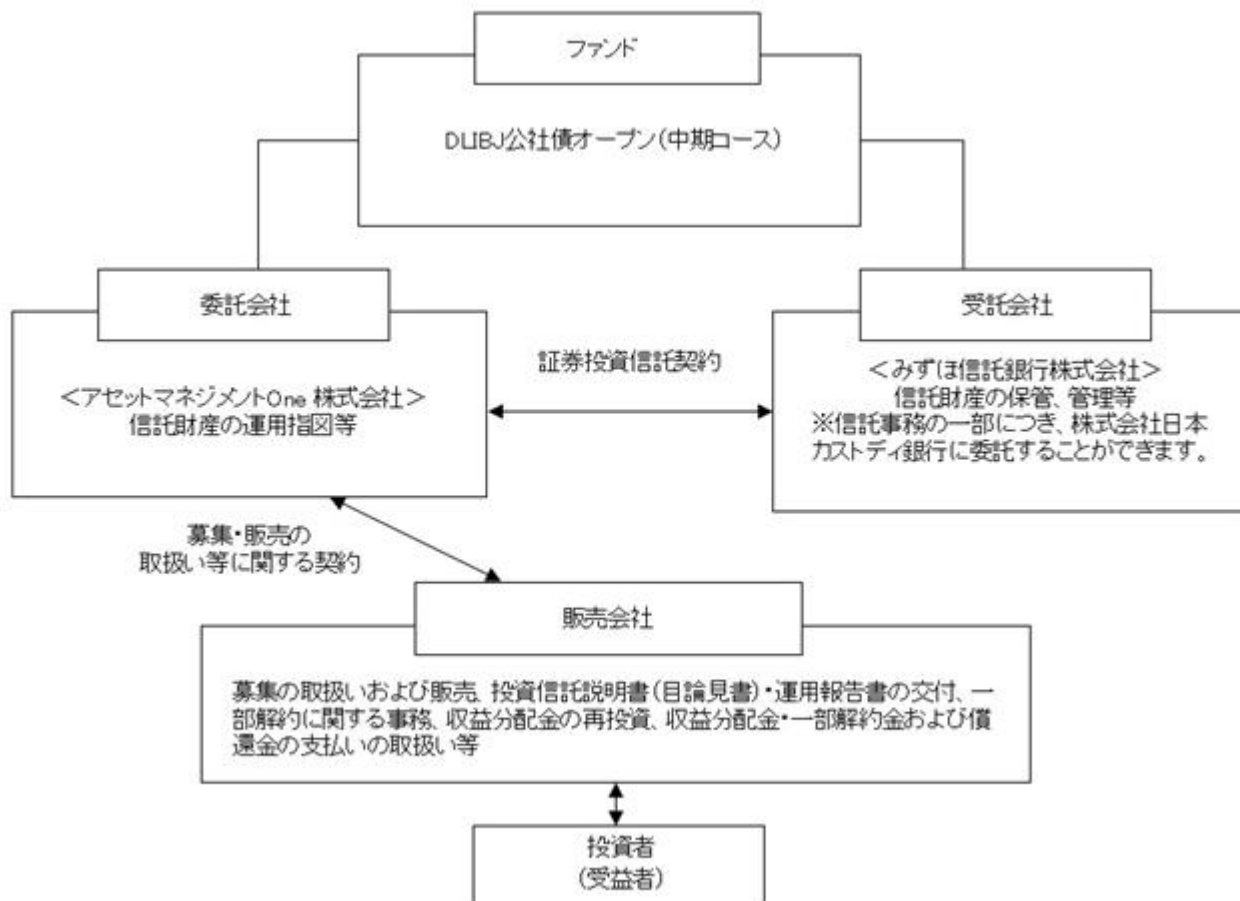 ファンド
DLIBJ公社債オープン(中期コース)
委託会社
<アセットマネジメントOne 株式会社>
信託財産の運用指図等
証券投資信託契約
受託会社
<みずほ信託銀行株式会社>
信託財産の保管、管理等
※信託事務の一部につき、株式会社日本
カストディ銀行に委託することができます。
募集・販売の
取扱い等に関する契約
販売会社
募集の取扱いおよび販売、投資信託説明書(目論見書)・運用報告書の交付、一
部解約に関する事務、収益分配金の再投資、収益分配金・一部解約金および償
還金の支払いの取扱い等
投資者
(受益者)